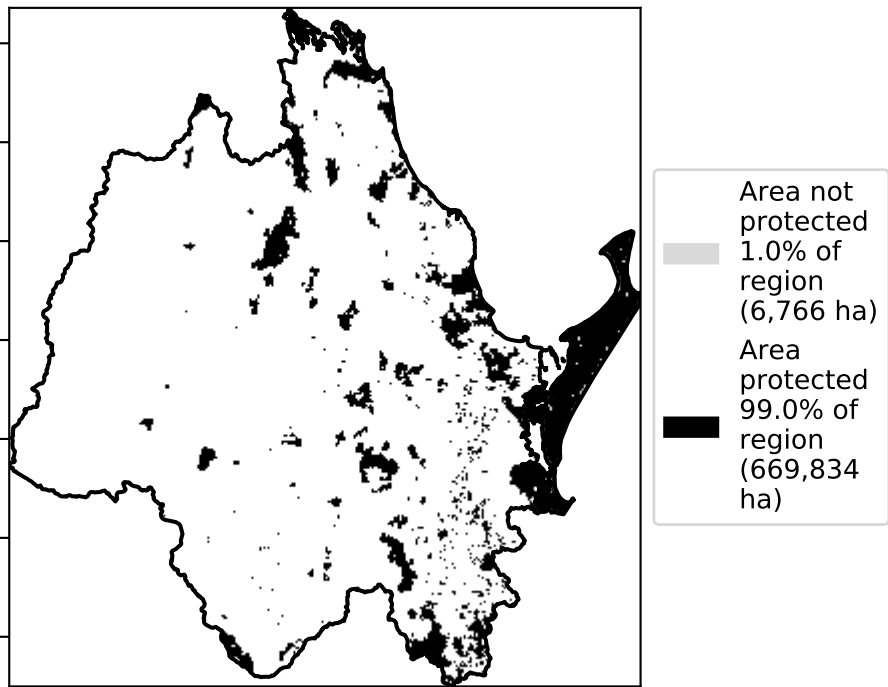 Area not
protected
1.0% of
region
(6,766 ha)
Area
protected
99.0% of
region
(669,834
ha)